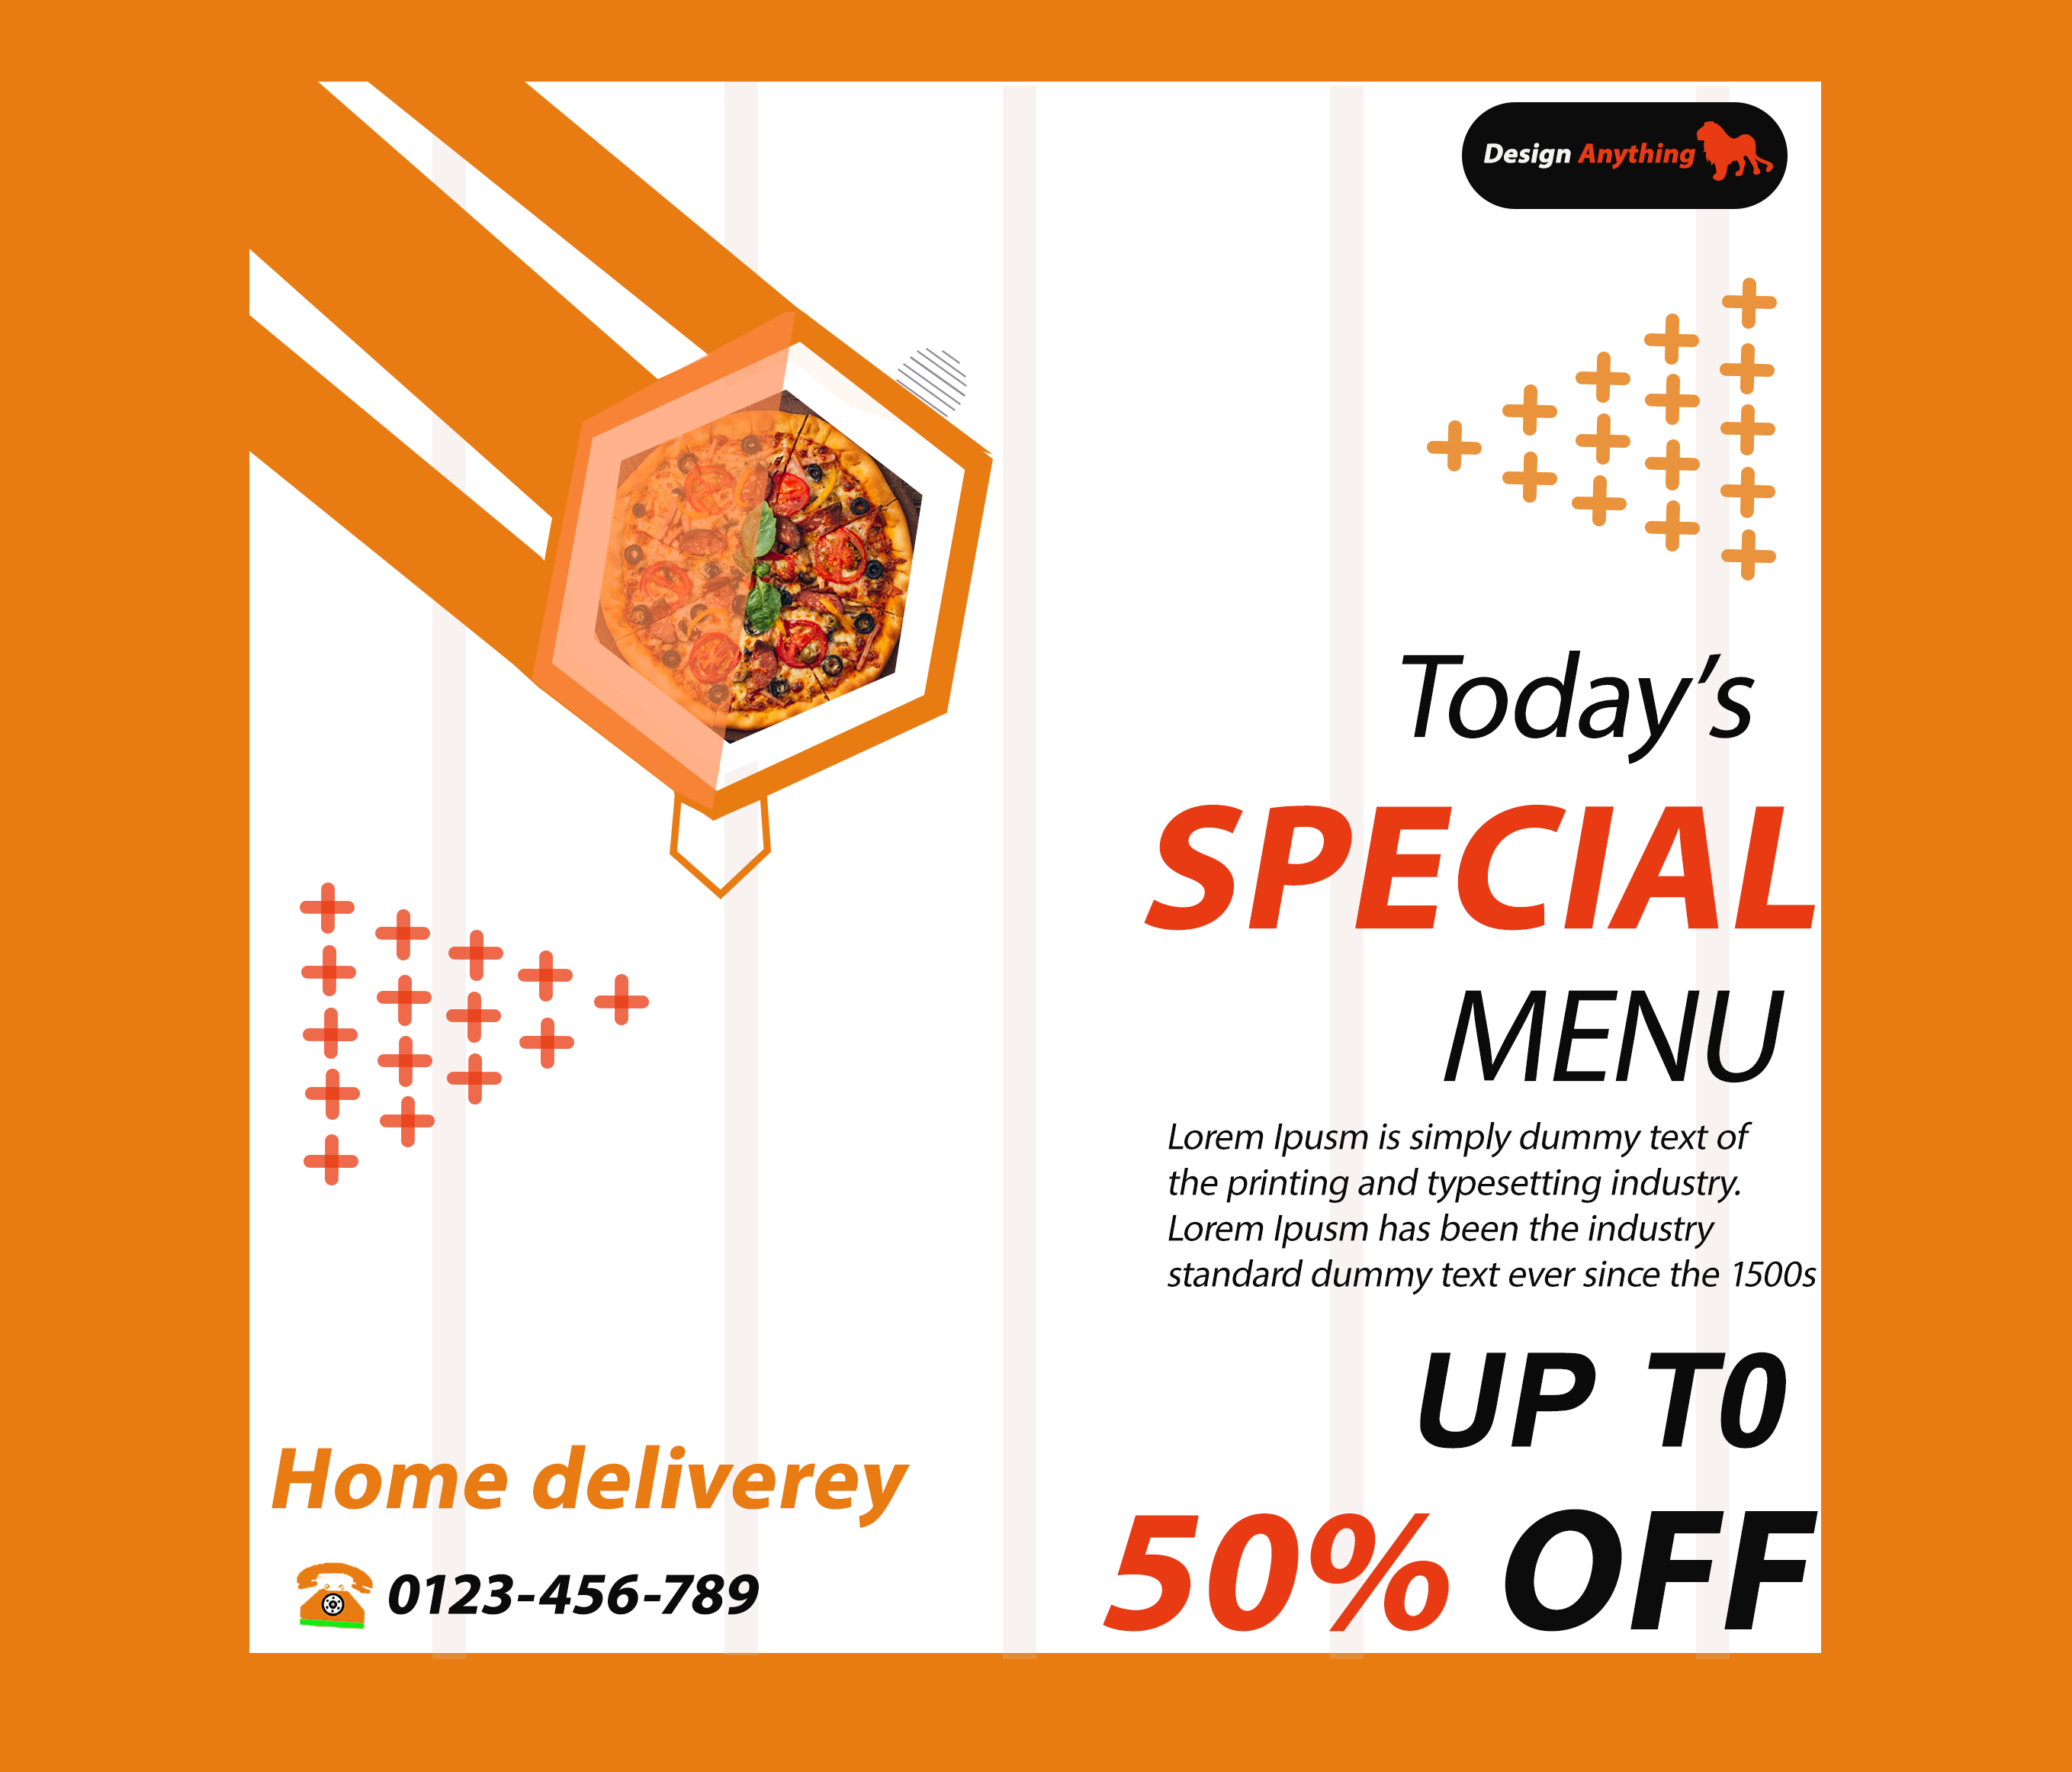 Design Anything
Today's
SPECIAL
MENU
Lorem Ipusm is simply dummy text of
the printing and typesetting industry.
Lorem Ipusm has been the industry
standard dummy text ever since the 1500s
UP T0
50% OFF
Home deliverey
0123-456-789